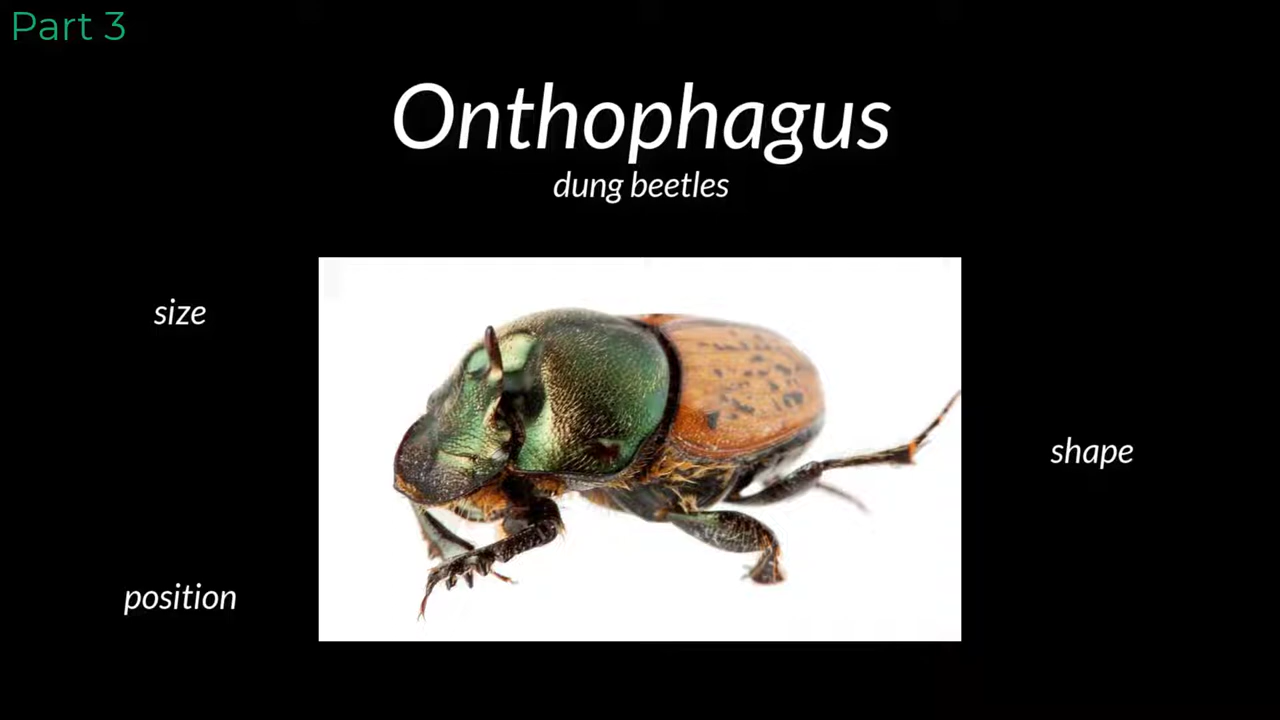 Part 3
Onthophagus
dung beetles
size
shape
position